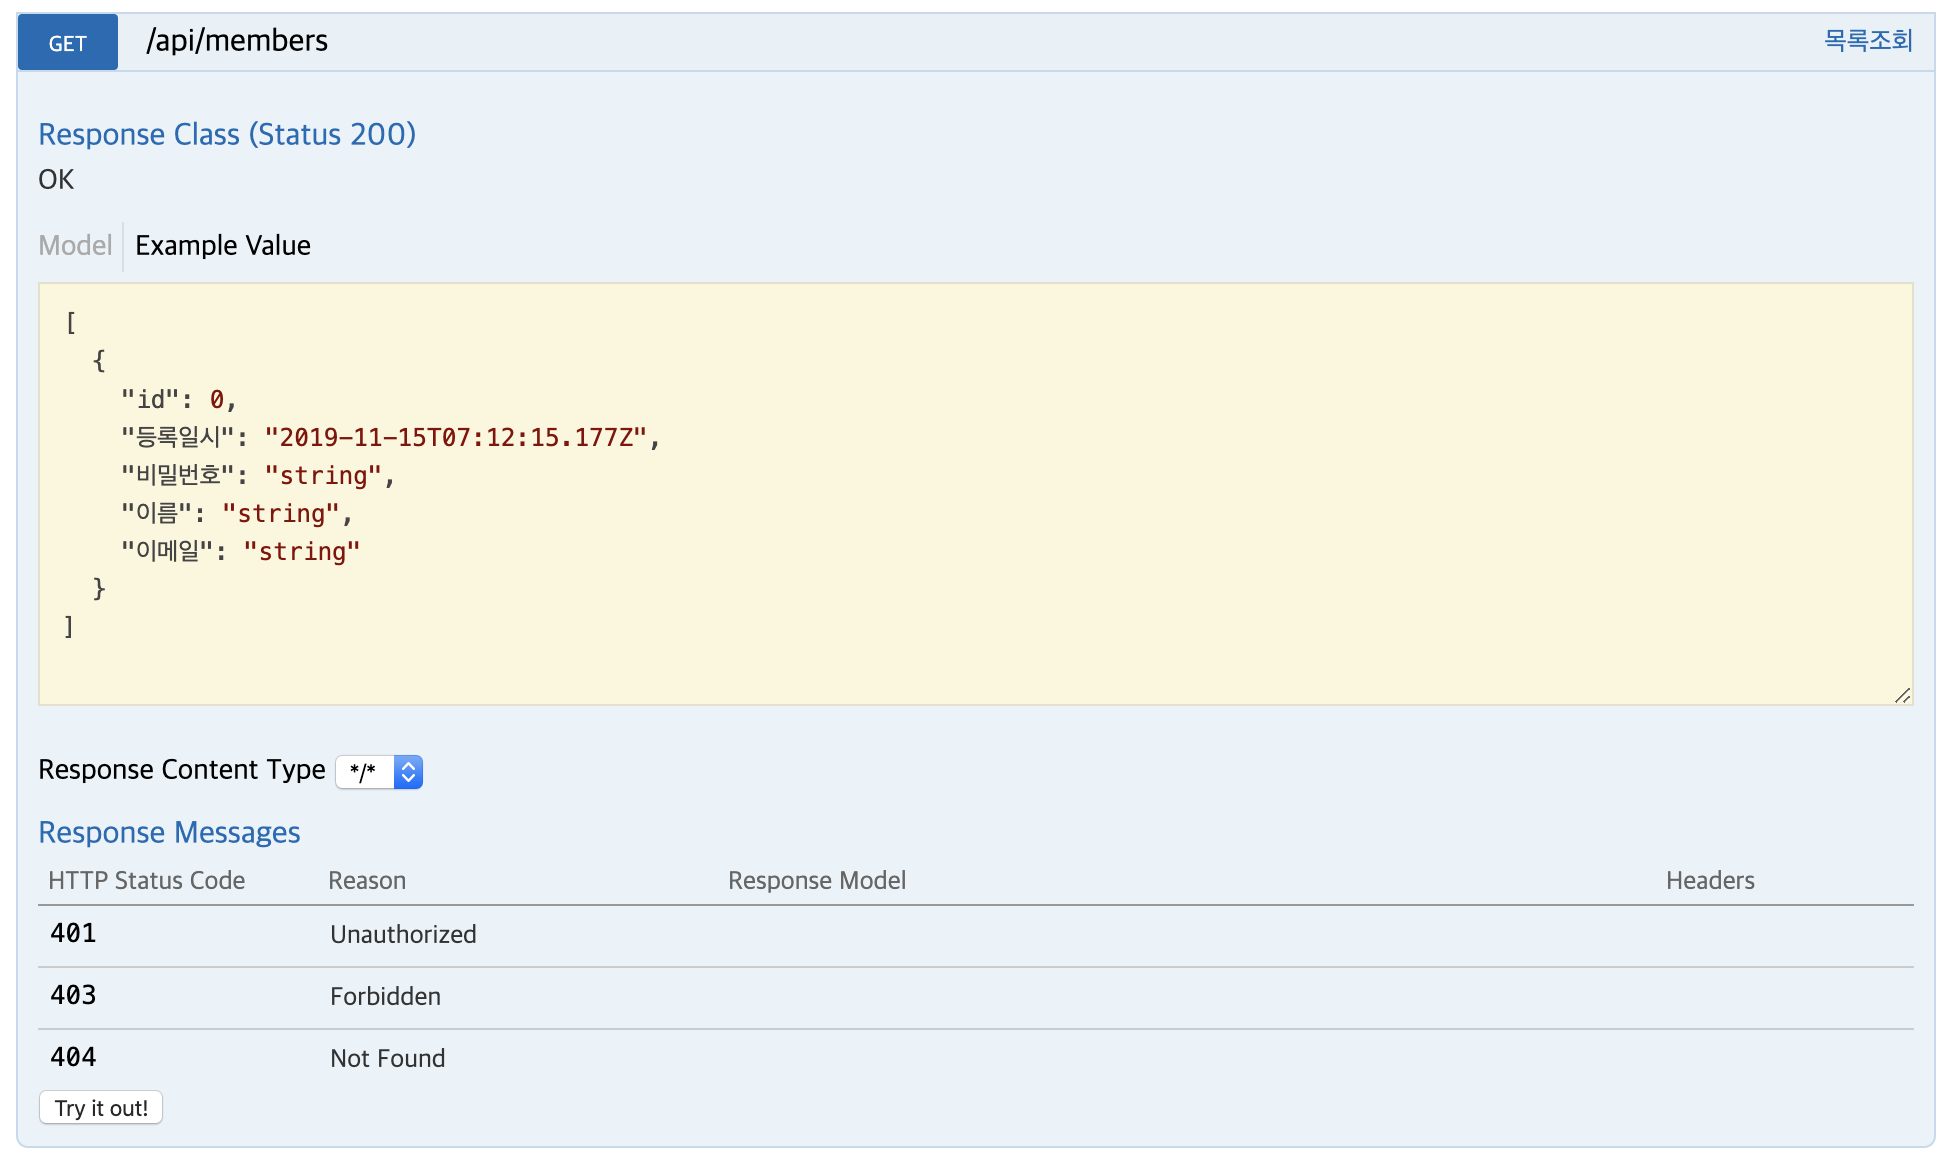 GET /api/members 목록조회
Response Class (Status 200)
OK
Model Example Value
[
{
"id": 0,
"등록일시": "2019-11-15T07:12:15.177Z",
"비밀번호": "string",
"이름": "string",
"이메일": "string"
}
]
Response Content Type */*
Response Messages
HTTP Status Code Reason Response Model Headers
401 Unauthorized
403 Forbidden
404 Not Found
Try it out!